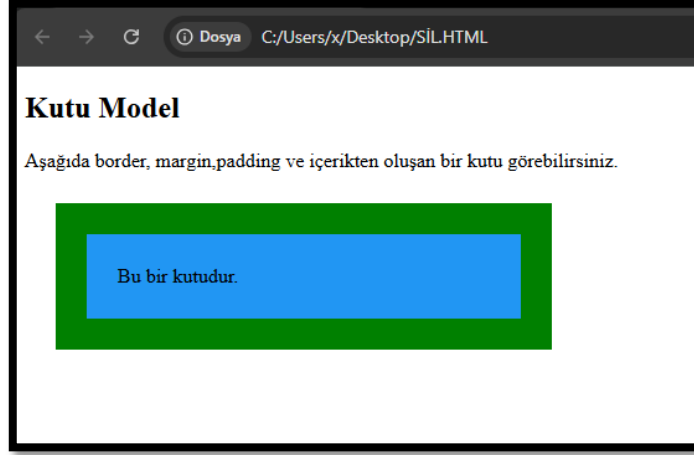 Dosya C:/Users/x/Desktop/SİL.HTML
Kutu Model
Aşağıda border, margin,padding ve içerikten oluşan bir kutu görebilirsiniz.
Bu bir kutudur.